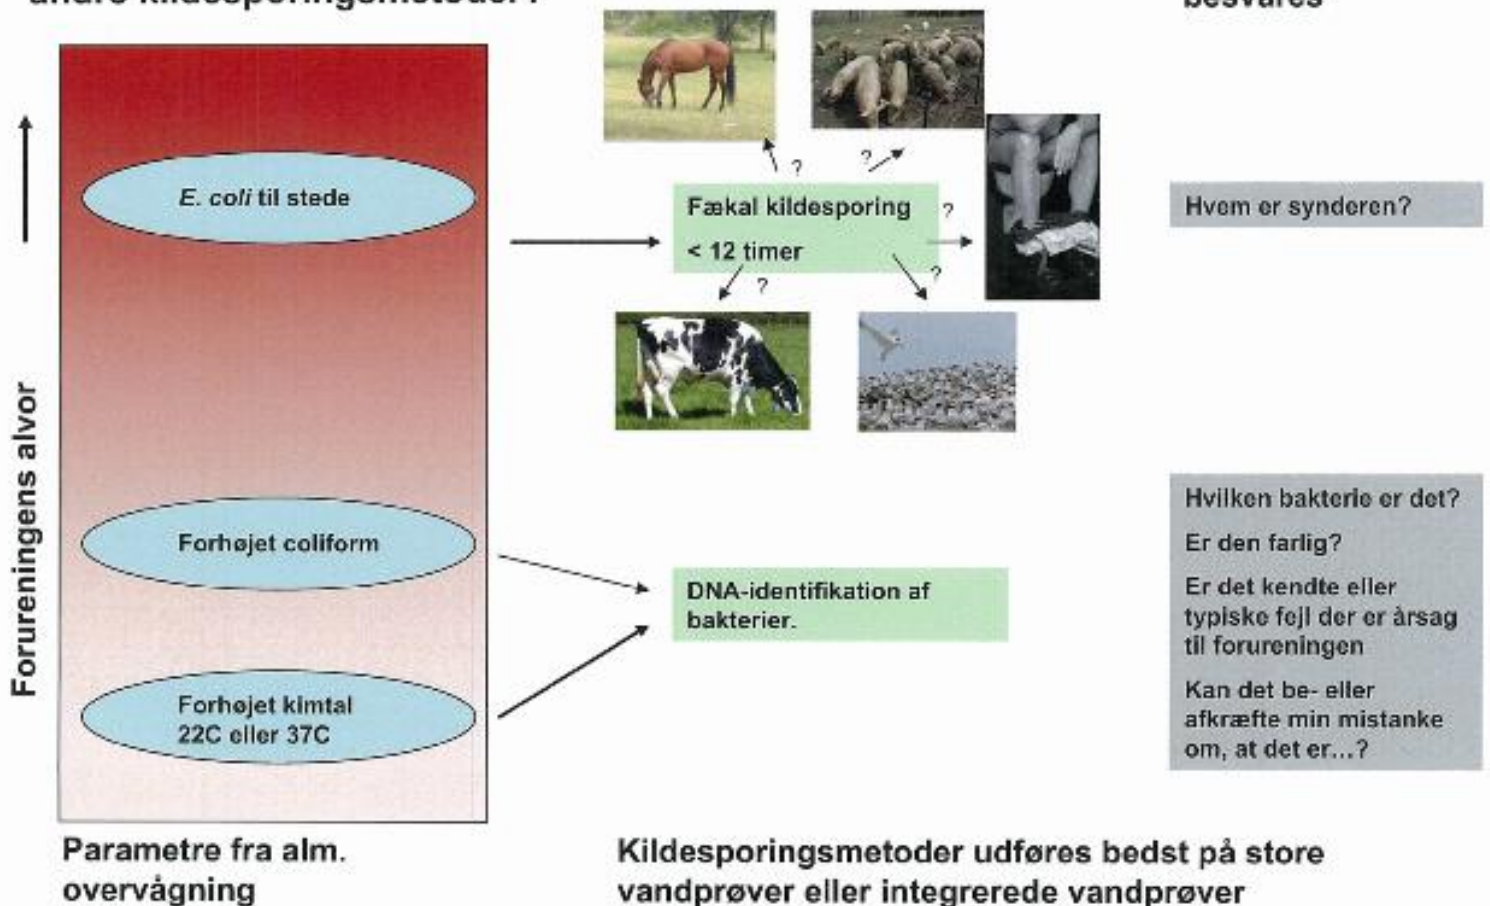 andre kildesporingsmetoder?
besvares
E. coli til stede
?
?
Fækal kildesporing
?
< 12 timer
?
?
Hvem er synderen?
Forureningens alvor
Forhøjet coliform
DNA-identifikation af
bakterier.
Forhøjet kimtal
22C eller 37C
Hvilken bakterie er det?
Er den farlig?
Er det kendte eller
typiske fejl der er årsag
til forureningen
Kan det be- eller
afkræfte min mistanke
om, at det er...?
Parametre fra alm.
overvågning
Kildesporingsmetoder udføres bedst på store
vandprøver eller integrerede vandprøver